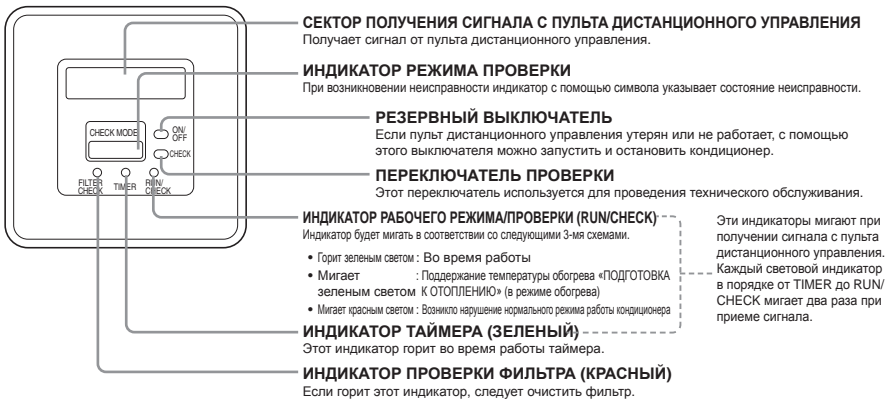 СЕКТОР ПОЛУЧЕНИЯ СИГНАЛА С ПУЛЬТА ДИСТАНЦИОННОГО УПРАВЛЕНИЯ
Получает сигнал от пульта дистанционного управления.
ИНДИКАТОР РЕЖИМА ПРОВЕРКИ
При возникновении неисправности индикатор с помощью символа указывает состояние неисправности.
РЕЗЕРВНЫЙ ВЫКЛЮЧАТЕЛЬ
Если пульт дистанционного управления утерян или не работает, с помощью
этого выключателя можно запустить и остановить кондиционер.
ПЕРЕКЛЮЧАТЕЛЬ ПРОВЕРКИ
Этот переключатель используется для проведения технического обслуживания.
CHECK MODE
ON/
OFF
CHECK
FILTER
CHECK
TIMER
RUN/
CHECK
ИНДИКАТОР РАБОЧЕГО РЕЖИМА/ПРОВЕРКИ (RUN/CHECK)
Индикатор будет мигать в соответствии со следующими 3-мя схемами.
• Горит зеленым светом : Во время работы
• Мигает : Поддержание температуры обогрева «ПОДГОТОВКА
зеленым светом К ОТОПЛЕНИЮ» (в режиме обогрева)
• Мигает красным светом : Возникло нарушение нормального режима работы кондиционера
Эти индикаторы мигают при
получении сигнала с пульта
дистанционного управления.
Каждый световой индикатор
в порядке от TIMER до RUN/
CHECK мигает два раза при
приеме сигнала.
ИНДИКАТОР ТАЙМЕРА (ЗЕЛЕНЫЙ)
Этот индикатор горит во время работы таймера.
ИНДИКАТОР ПРОВЕРКИ ФИЛЬТРА (КРАСНЫЙ)
Если горит этот индикатор, следует очистить фильтр.